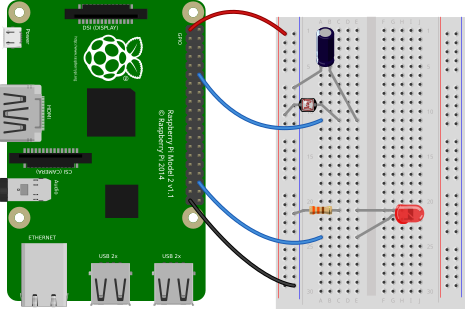 DSI (DISPLAY)
Power
GPIO
http://www.raspberrypi.org
HDMI
Raspberry Pi Model 2 v1.1
© Raspberry Pi 2014
CSI (CAMERA)
Audio
ETHERNET
USB 2x
USB 2x
A B C D E
F G H I J